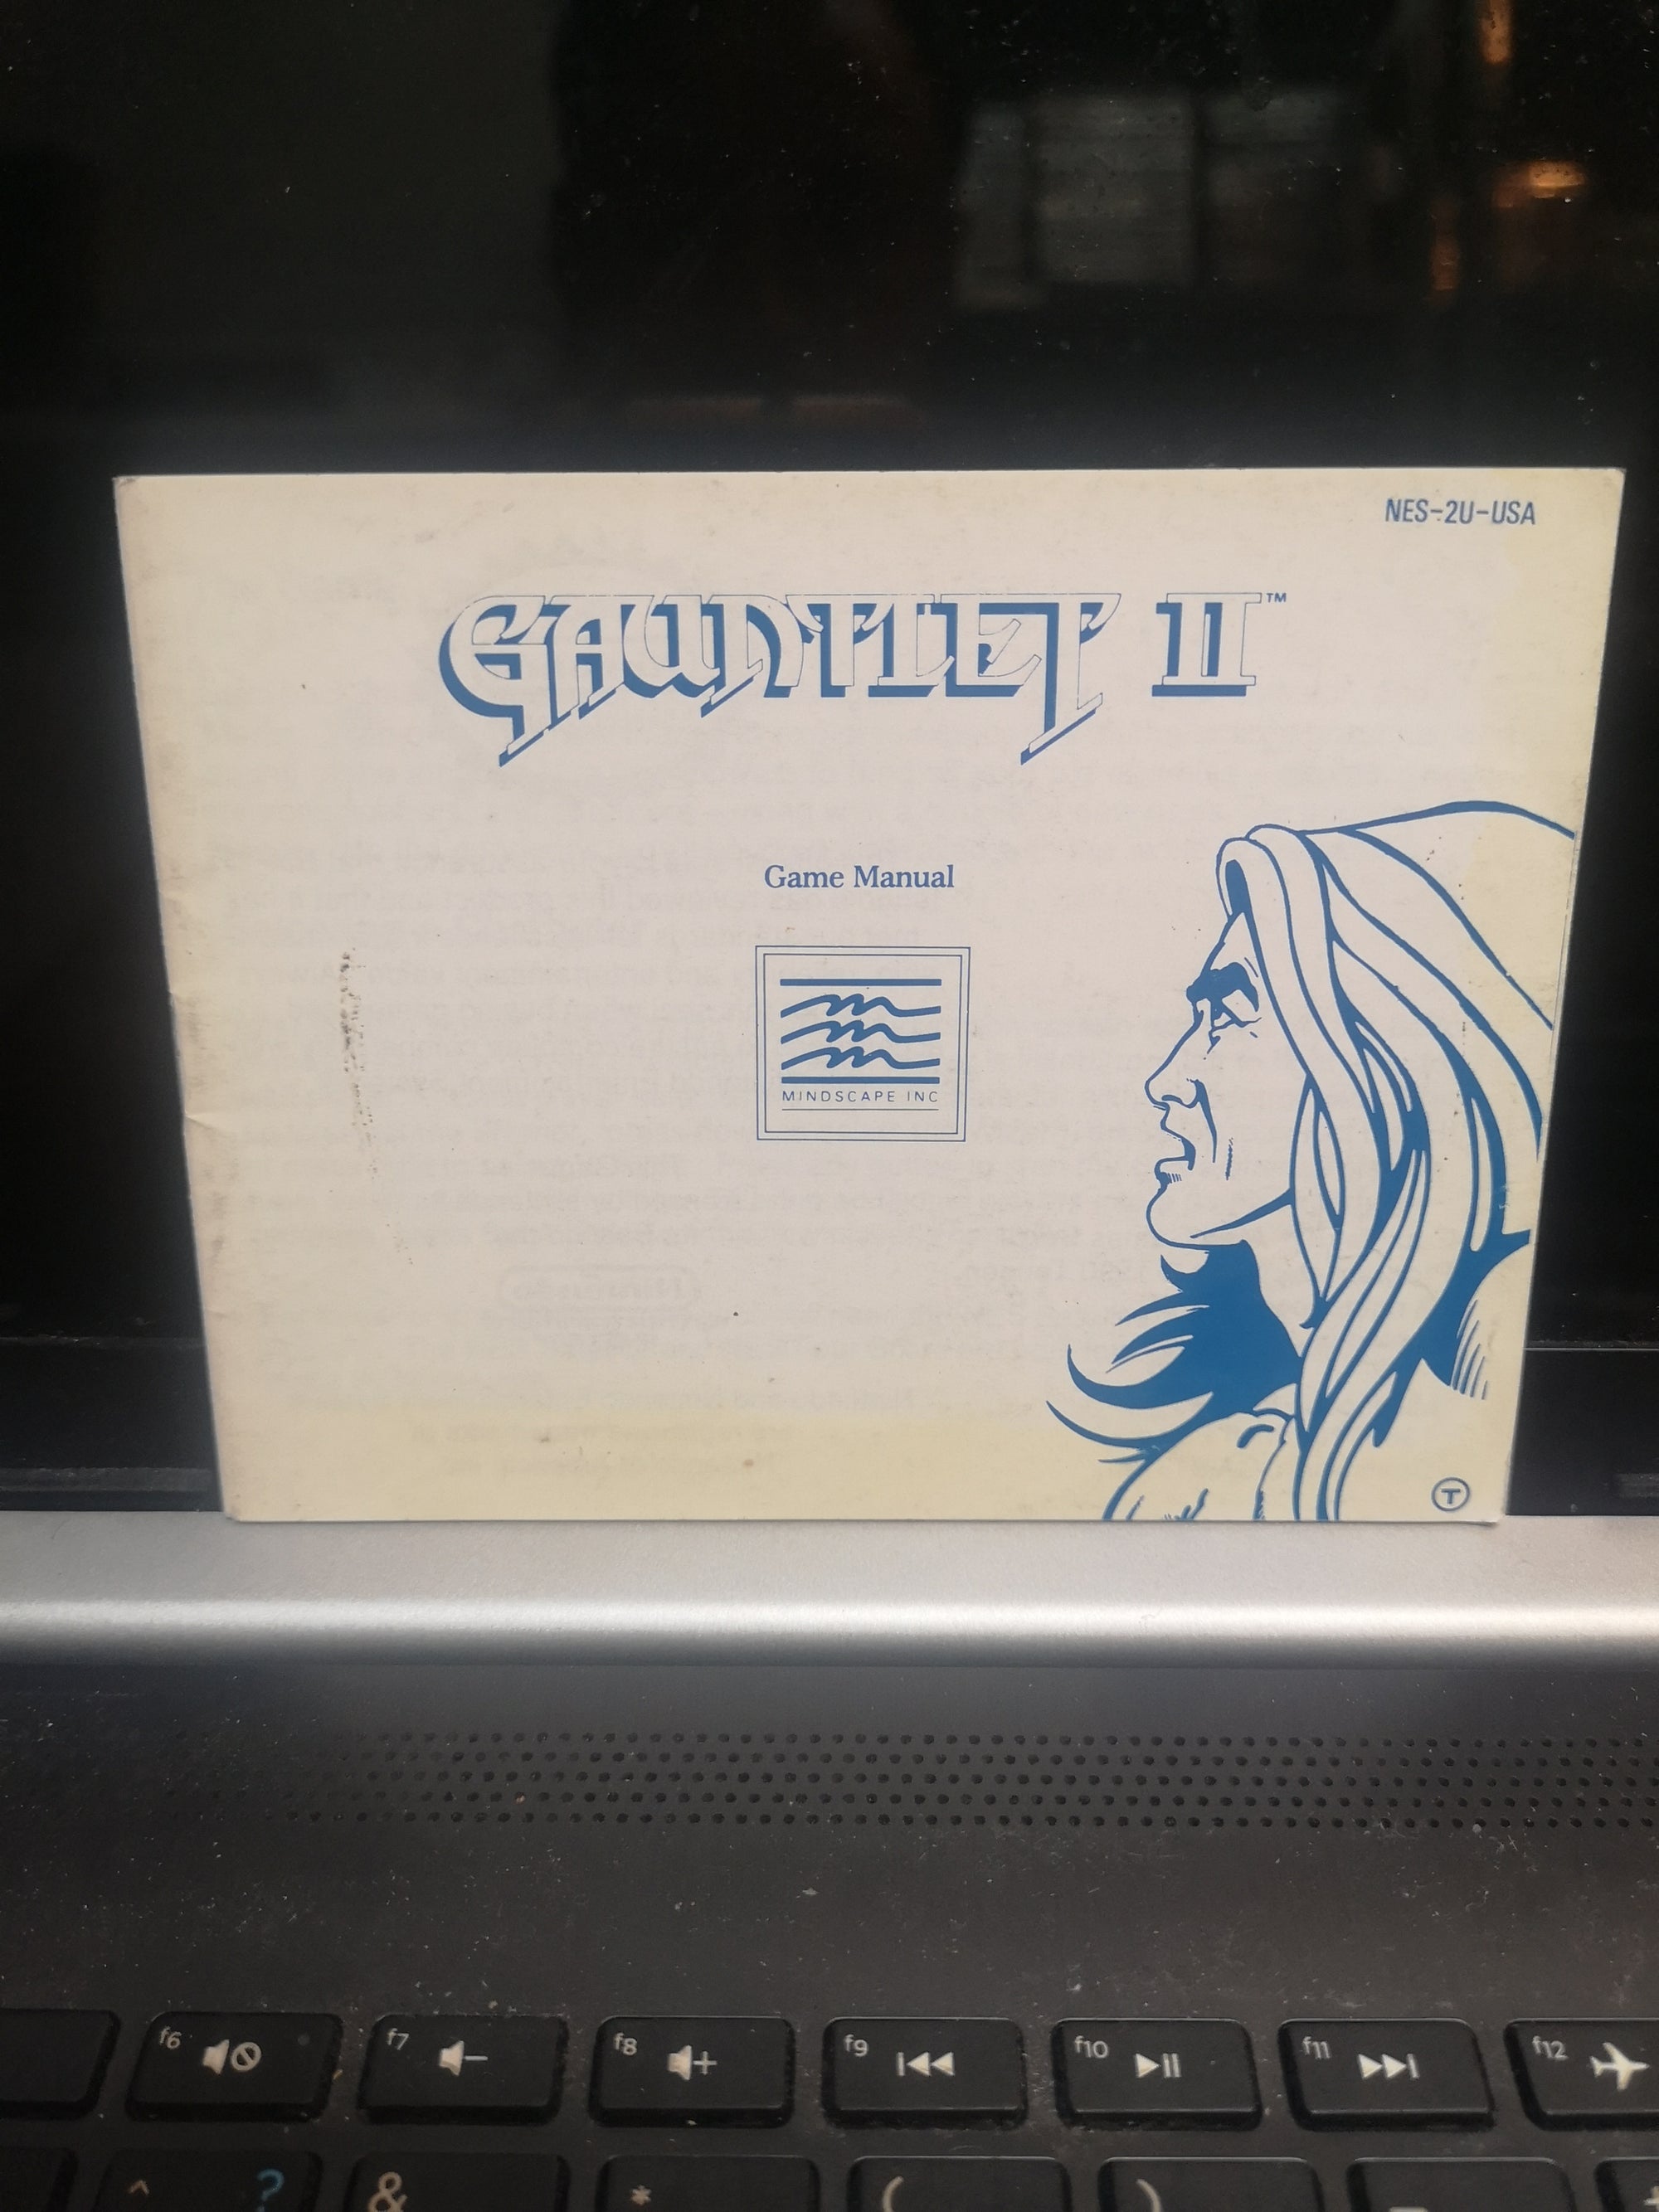 NES-2U-USA
GAUNTLET II™
Game Manual
MINDSCAPE INC
T
f6
f7
f8
f9
f10
f11
f12
^ ? & * ( ) _ +